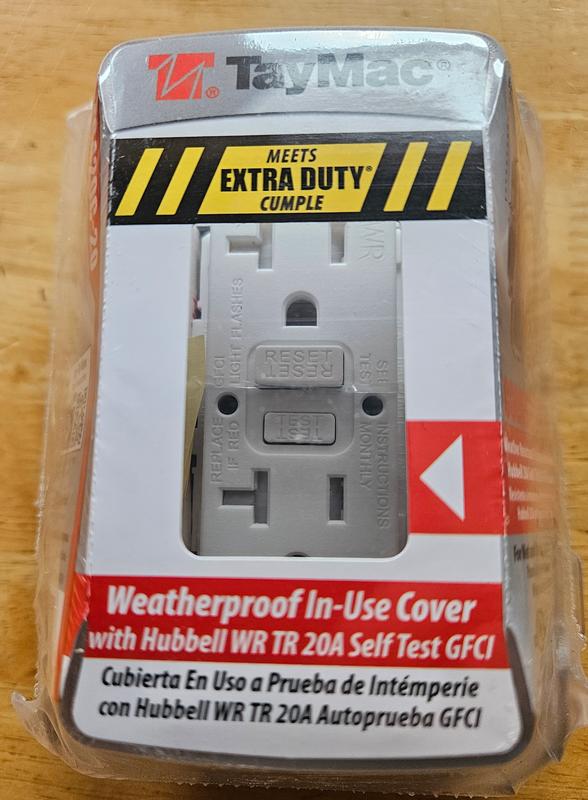 TayMac®
MEETS
EXTRA DUTY®
CUMPLE
WR
RESET
RESET
TEST
TEST
REPLACE GFCI
IF RED LIGHT FLASHES
SEE INSTRUCTIONS
TEST MONTHLY
Weatherproof In-Use Cover
with Hubbell WR TR 20A Self Test GFCI
Cubierta En Uso a Prueba de Intémperie
con Hubbell WR TR 20A Autoprueba GFCI